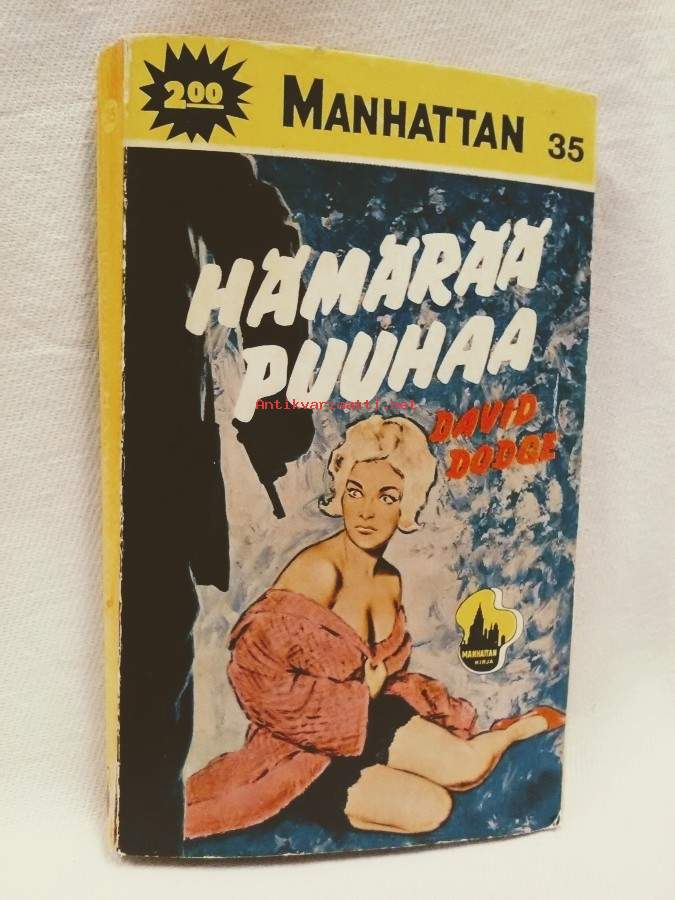 2.00
MANHATTAN 35
HÄMÄRÄÄ
PUUHAA
Antikvariaatti.net
DAVID
DODGE
MANHATTAN
KIRJA